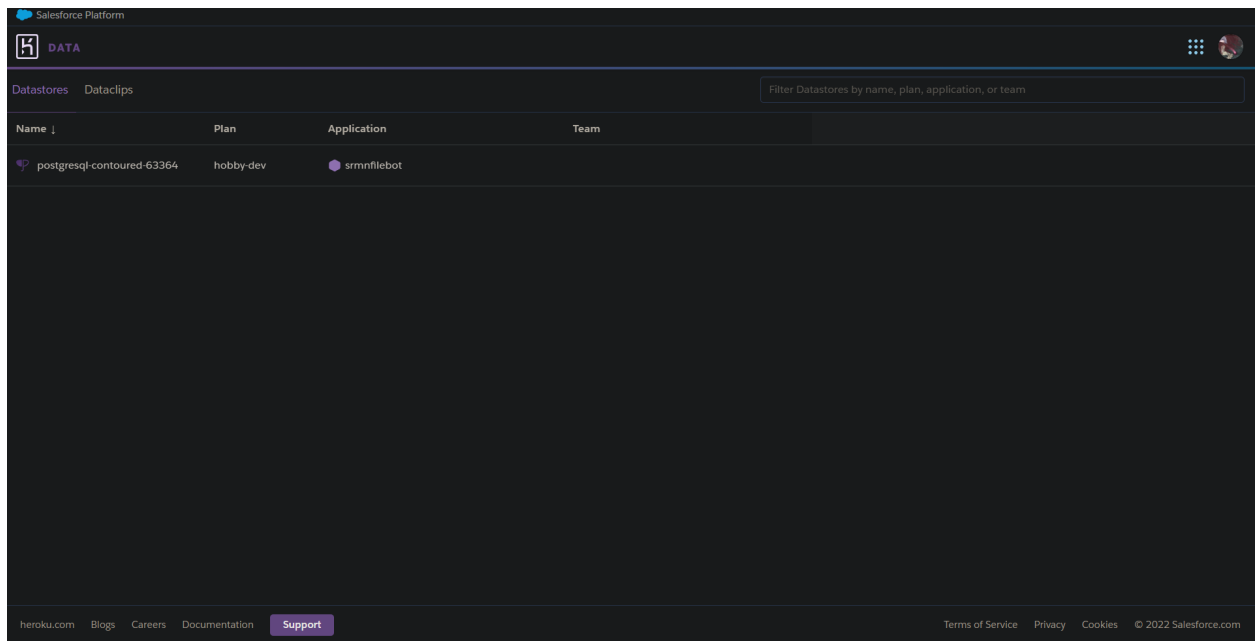 Salesforce Platform
DATA
Datastores Dataclips Filter Datastores by name, plan, application, or team
Name ↓ Plan Application Team
postgresql-contoured-63364 hobby-dev srmnfilebot
heroku.com Blogs Careers Documentation Support Terms of Service Privacy Cookies © 2022 Salesforce.com